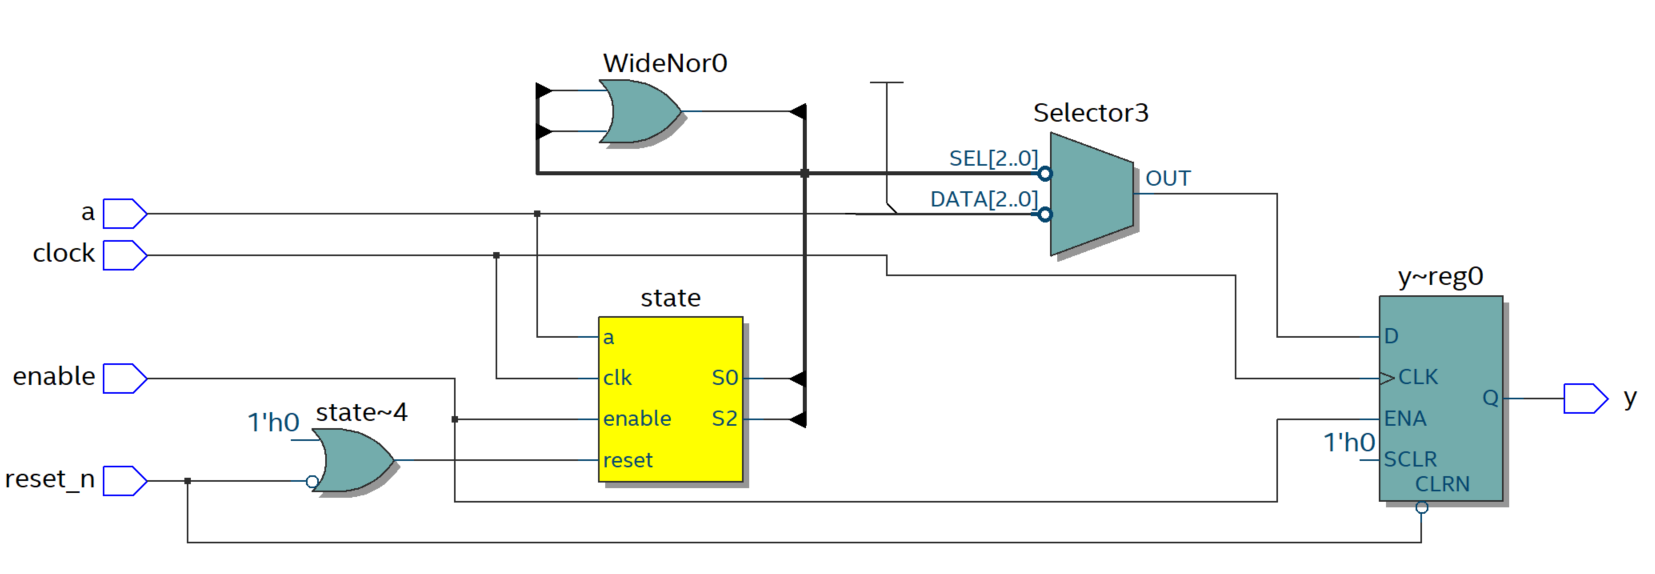 WideNor0
Selector3
SEL[2..0]
DATA[2..0]
OUT
a
clock
state
a
clk
S0
enable
S2
reset
enable
1'h0
state~4
reset_n
y~reg0
D
CLK
Q
ENA
1'h0
SCLR
CLRN
y